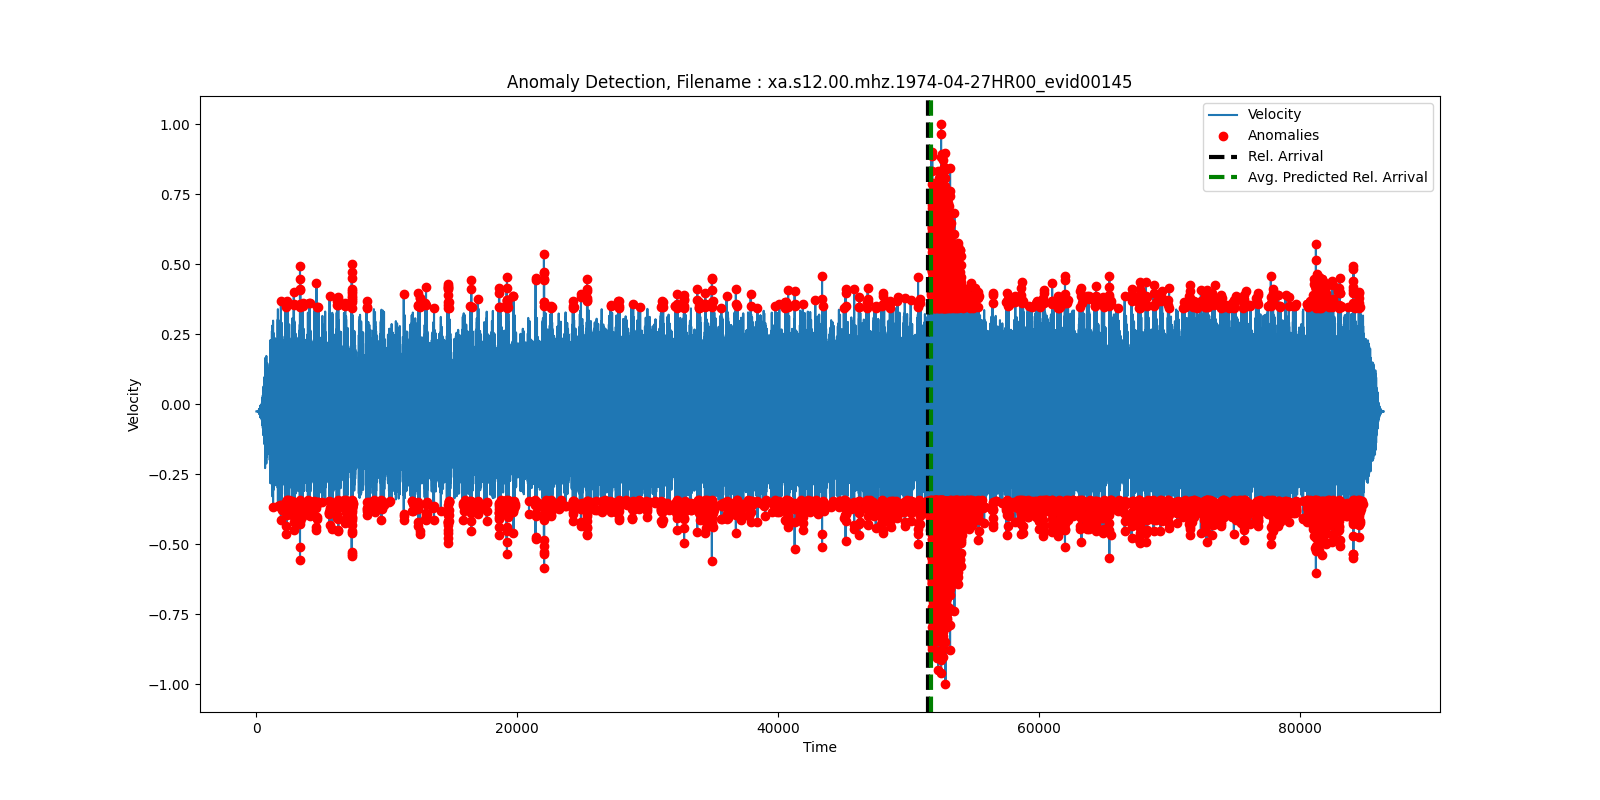 Anomaly Detection, Filename : xa.s12.00.mhz.1974-04-27HR00_evid00145
Velocity
Anomalies
Rel. Arrival
Avg. Predicted Rel. Arrival
1.00
0.75
0.50
0.25
0.00
−0.25
−0.50
−0.75
−1.00
Velocity
0
20000
40000
60000
80000
Time